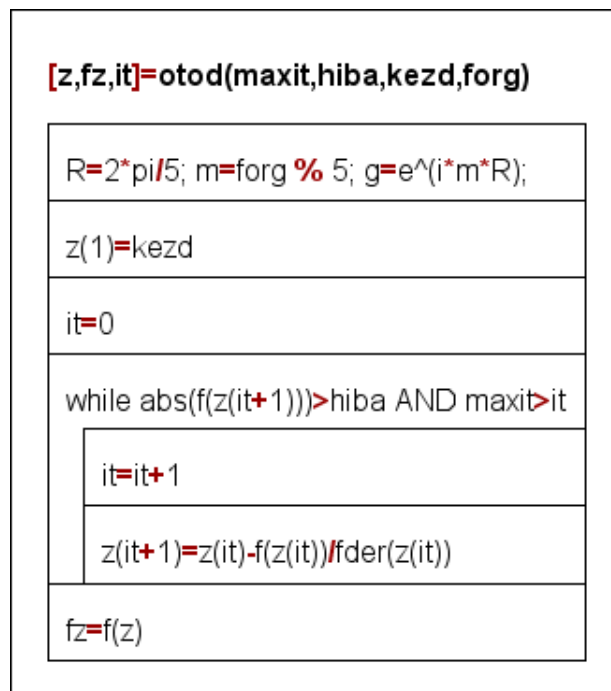 [z,fz,it]=otod(maxit,hiba,kezd,forg)
R=2*pi/5; m=forg % 5; g=e^(i*m*R);
z(1)=kezd
it=0
while abs(f(z(it+1)))>hiba AND maxit>it
it=it+1
z(it+1)=z(it)-f(z(it))/fder(z(it))
fz=f(z)